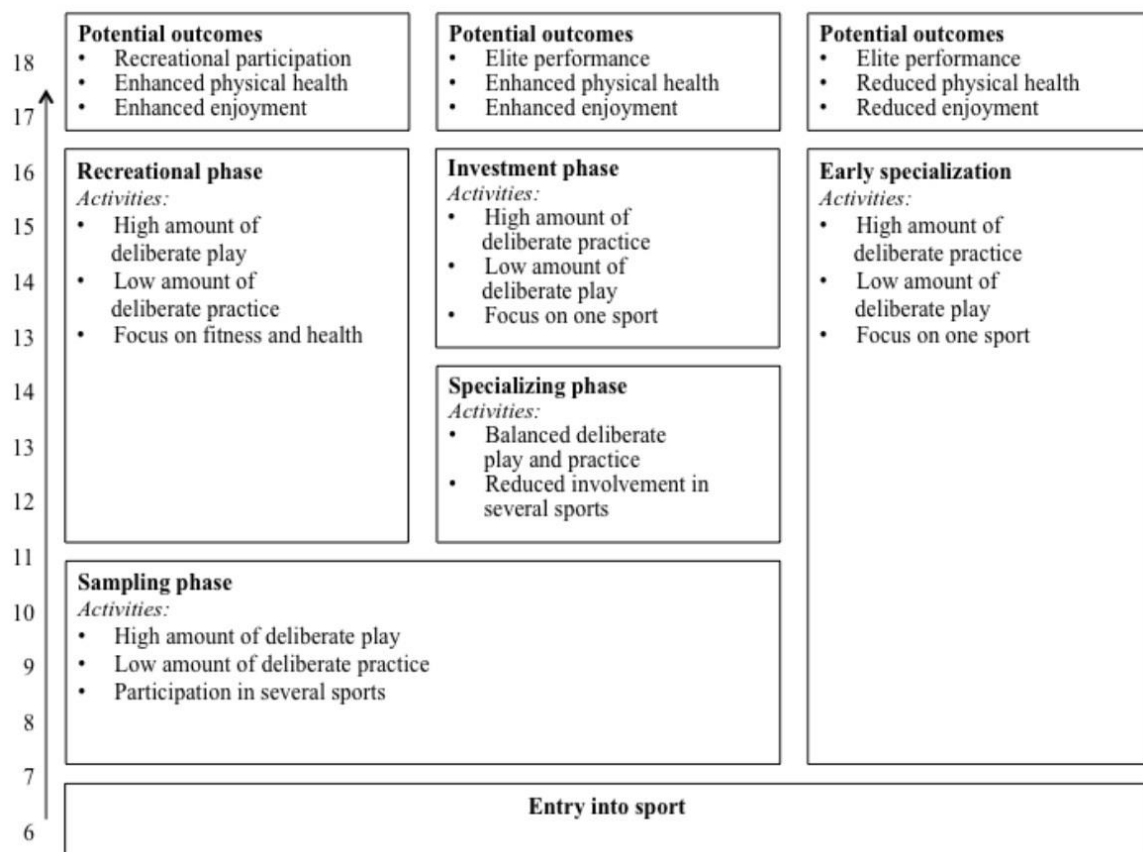 18
17
16
15
14
13
14
13
12
11
10
9
8
7
6
Potential outcomes
• Recreational participation
• Enhanced physical health
• Enhanced enjoyment
Potential outcomes
• Elite performance
• Enhanced physical health
• Enhanced enjoyment
Potential outcomes
• Elite performance
• Reduced physical health
• Reduced enjoyment
Recreational phase
Activities:
• High amount of
deliberate play
• Low amount of
deliberate practice
• Focus on fitness and health
Investment phase
Activities:
• High amount of
deliberate practice
• Low amount of
deliberate play
• Focus on one sport
Early specialization
Activities:
• High amount of
deliberate practice
• Low amount of
deliberate play
• Focus on one sport
Specializing phase
Activities:
• Balanced deliberate
play and practice
• Reduced involvement in
several sports
Sampling phase
Activities:
• High amount of deliberate play
• Low amount of deliberate practice
• Participation in several sports
Entry into sport